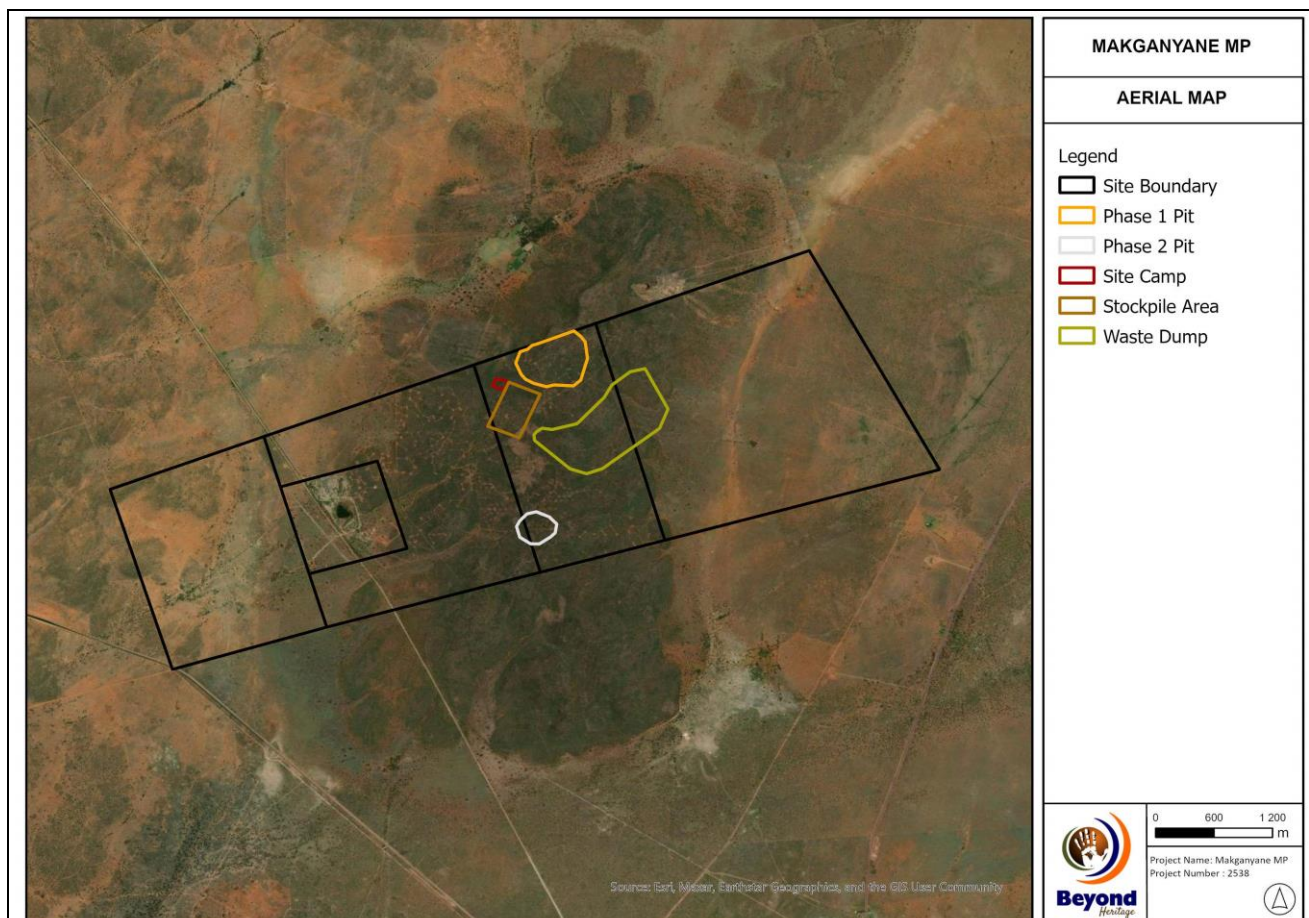 MAKGANYANE MP
AERIAL MAP
Legend
Site Boundary
Phase 1 Pit
Phase 2 Pit
Site Camp
Stockpile Area
Waste Dump
0 600 1 200
m
Project Name: Makganyane MP
Project Number : 2538
Beyond
Heritage
Source: Esri, Maxar, Earthstar Geographics, and the GIS User Community